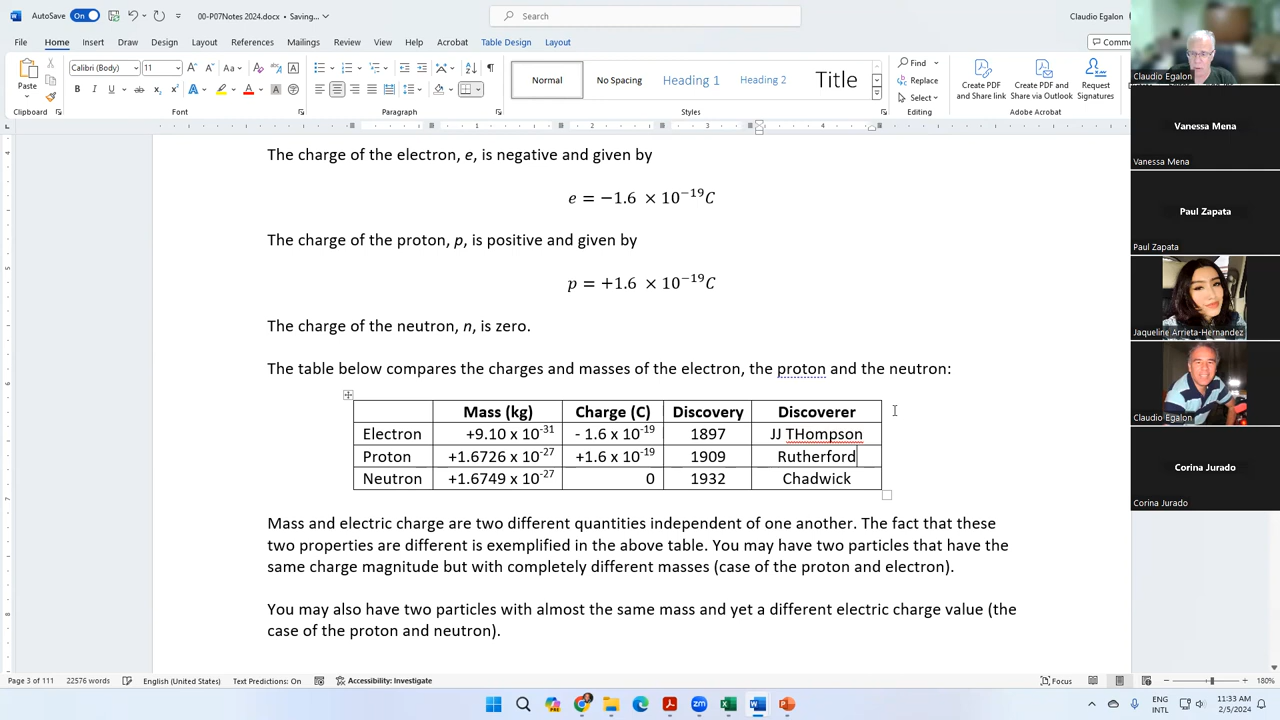 AutoSave On 00-P07Notes 2024.docx • Saving... Search Claudio Egalon
File Home Insert Draw Design Layout References Mailings Review View Help Acrobat Table Design Layout Comme
Paste Calibri (Body) 11 Normal No Spacing Heading 1 Heading 2 Title Find Replace Select Create PDF and Share link Create PDF and Share via Outlook Request Signatures
Clipboard Font Paragraph Styles Editing Adobe Acrobat
The charge of the electron, e, is negative and given by
e = −1.6 × 10⁻¹⁹C
The charge of the proton, p, is positive and given by
p = +1.6 × 10⁻¹⁹C
The charge of the neutron, n, is zero.
The table below compares the charges and masses of the electron, the proton and the neutron:
Mass (kg) Charge (C) Discovery Discoverer
Electron +9.10 x 10⁻³¹ - 1.6 x 10⁻¹⁹ 1897 JJ THompson
Proton +1.6726 x 10⁻²⁷ +1.6 x 10⁻¹⁹ 1909 Rutherford
Neutron +1.6749 x 10⁻²⁷ 0 1932 Chadwick
Mass and electric charge are two different quantities independent of one another. The fact that these
two properties are different is exemplified in the above table. You may have two particles that have the
same charge magnitude but with completely different masses (case of the proton and electron).
You may also have two particles with almost the same mass and yet a different electric charge value (the
case of the proton and neutron).
Page 3 of 111 22576 words English (United States) Text Predictions: On Accessibility: Investigate Focus 180%
ENG INTL 11:33 AM 2/5/2024
Claudio Egalon
Vanessa Mena
Vanessa Mena
Paul Zapata
Paul Zapata
Jaqueline Arrieta-Hernandez
Claudio Egalon
Corina Jurado
Corina Jurado